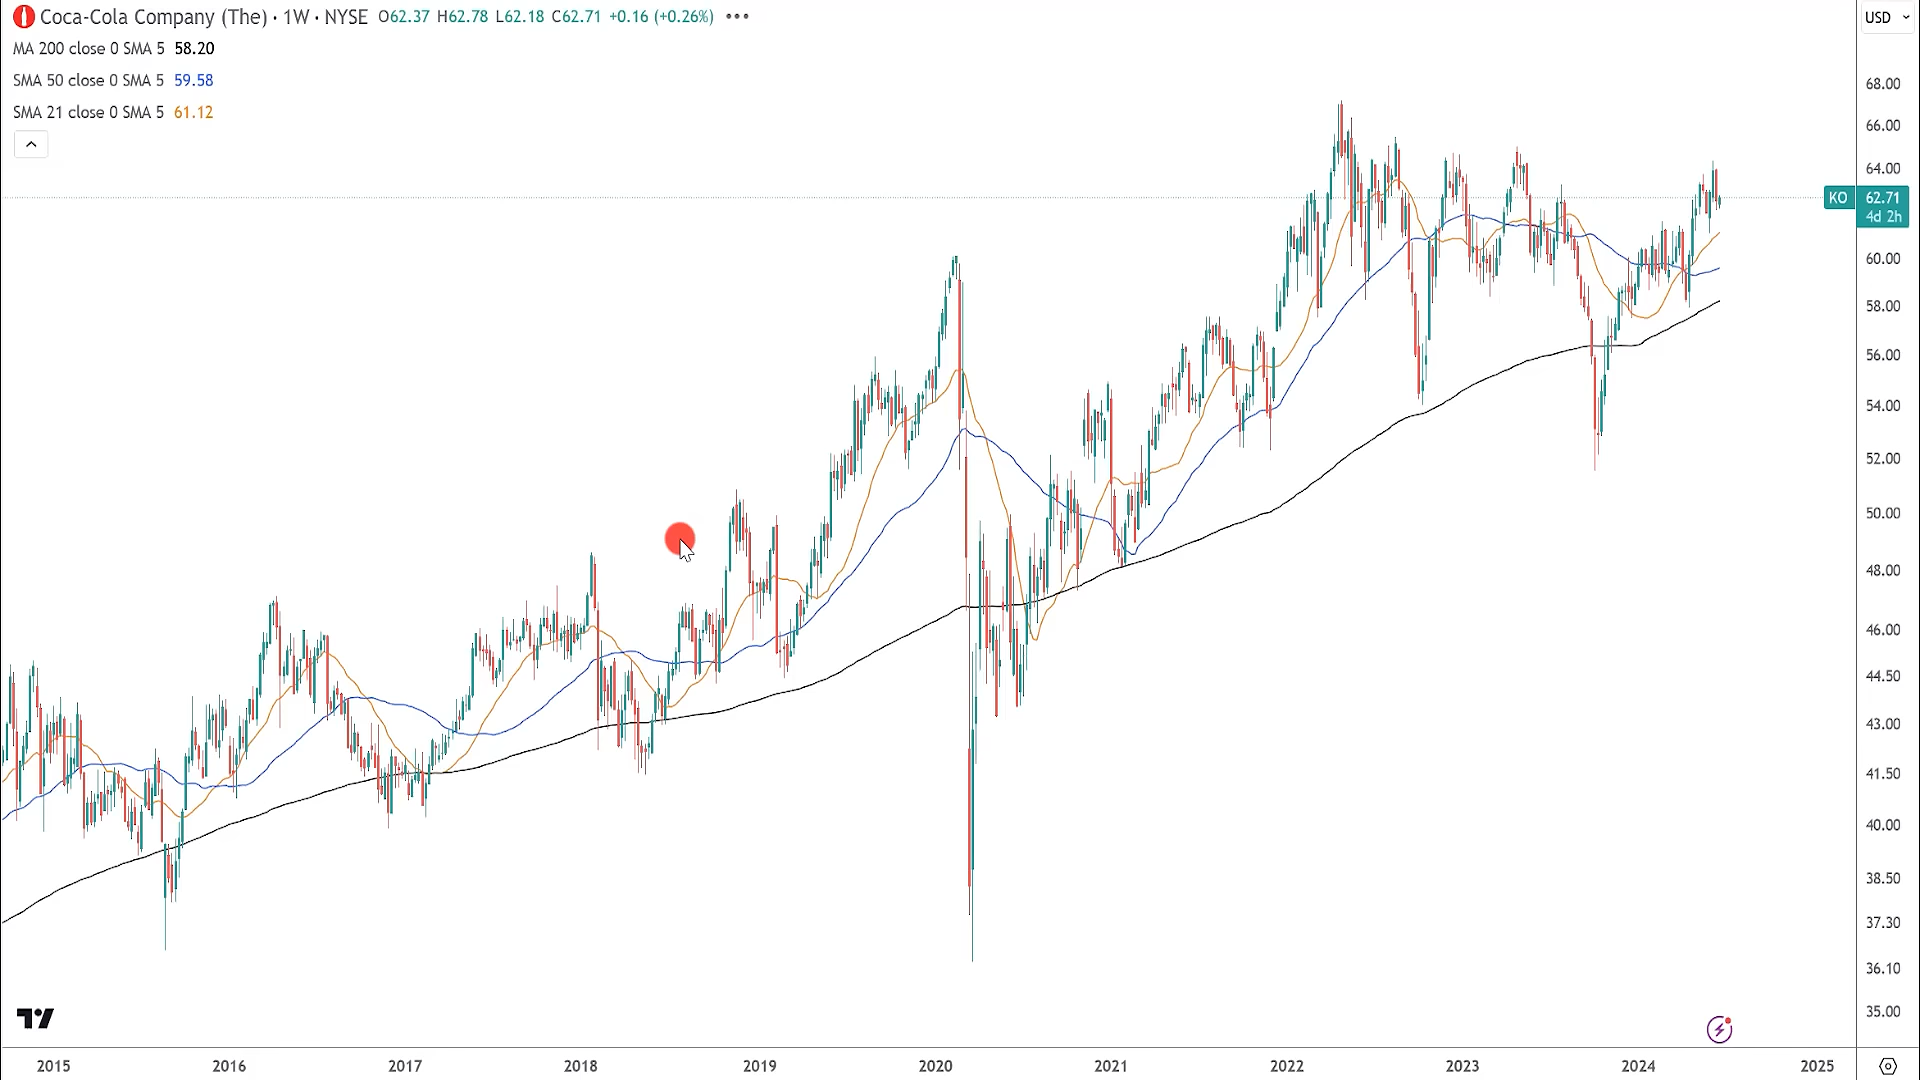 Coca-Cola Company (The) · 1W · NYSE O62.37 H62.78 L62.18 C62.71 +0.16 (+0.26%)
USD
MA 200 close 0 SMA 5 58.20
SMA 50 close 0 SMA 5 59.58
SMA 21 close 0 SMA 5 61.12
68.00
66.00
64.00
KO 62.71
4d 2h
60.00
58.00
56.00
54.00
52.00
50.00
48.00
46.00
44.50
43.00
41.50
40.00
38.50
37.30
36.10
35.00
2015 2016 2017 2018 2019 2020 2021 2022 2023 2024 2025